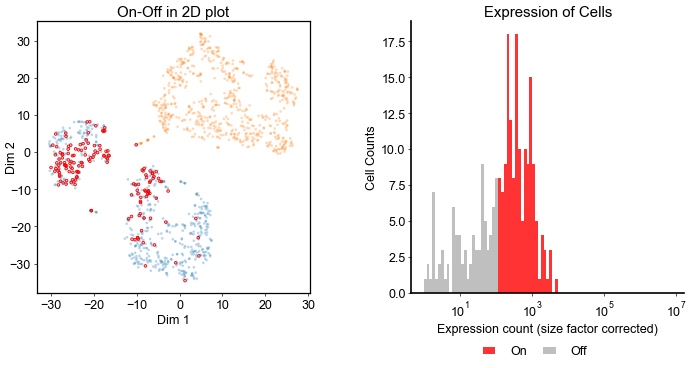 On-Off in 2D plot
30
20
10
0
−10
−20
−30
Dim 2
−30 −20 −10 0 10 20 30
Dim 1
Expression of Cells
17.5
15.0
12.5
10.0
7.5
5.0
2.5
0.0
Cell Counts
10^1 10^3 10^5 10^7
Expression count (size factor corrected)
On Off